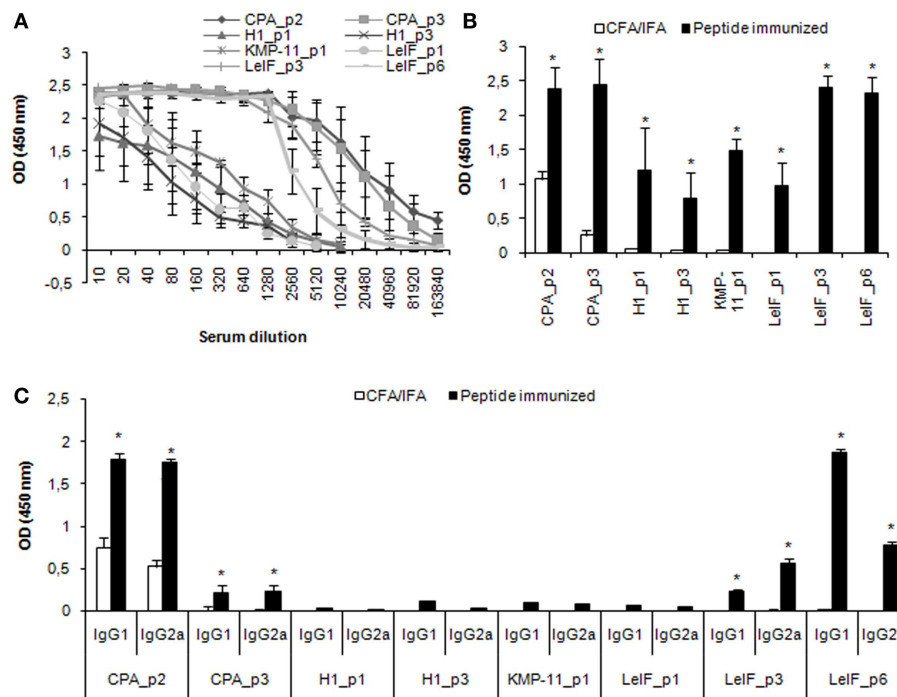 A
CPA_p2
CPA_p3
H1_p1
H1_p3
KMP-11_p1
LeIF_p1
LeIF_p3
LeIF_p6
OD (450 nm)
3
2,5
2
1,5
1
0,5
0
-0,5
10
20
40
80
160
320
640
1280
2560
5120
10240
20480
40960
81920
163840
Serum dilution
B
CFA/IFA
Peptide immunized
OD (450 nm)
3
2,5
2
1,5
1
0,5
0
* * * * * * * *
CPA_p2
CPA_p3
H1_p1
H1_p3
KMP-
11_p1
LeIF_p1
LeIF_p3
LeIF_p6
C
CFA/IFA
Peptide immunized
OD (450 nm)
2,5
2
1,5
1
0,5
0
* * * * * * * *
IgG1 IgG2a IgG1 IgG2a IgG1 IgG2a IgG1 IgG2a IgG1 IgG2a IgG1 IgG2a IgG1 IgG2a IgG1 IgG2
CPA_p2 CPA_p3 H1_p1 H1_p3 KMP-11_p1 LeIF_p1 LeIF_p3 LeIF_p6